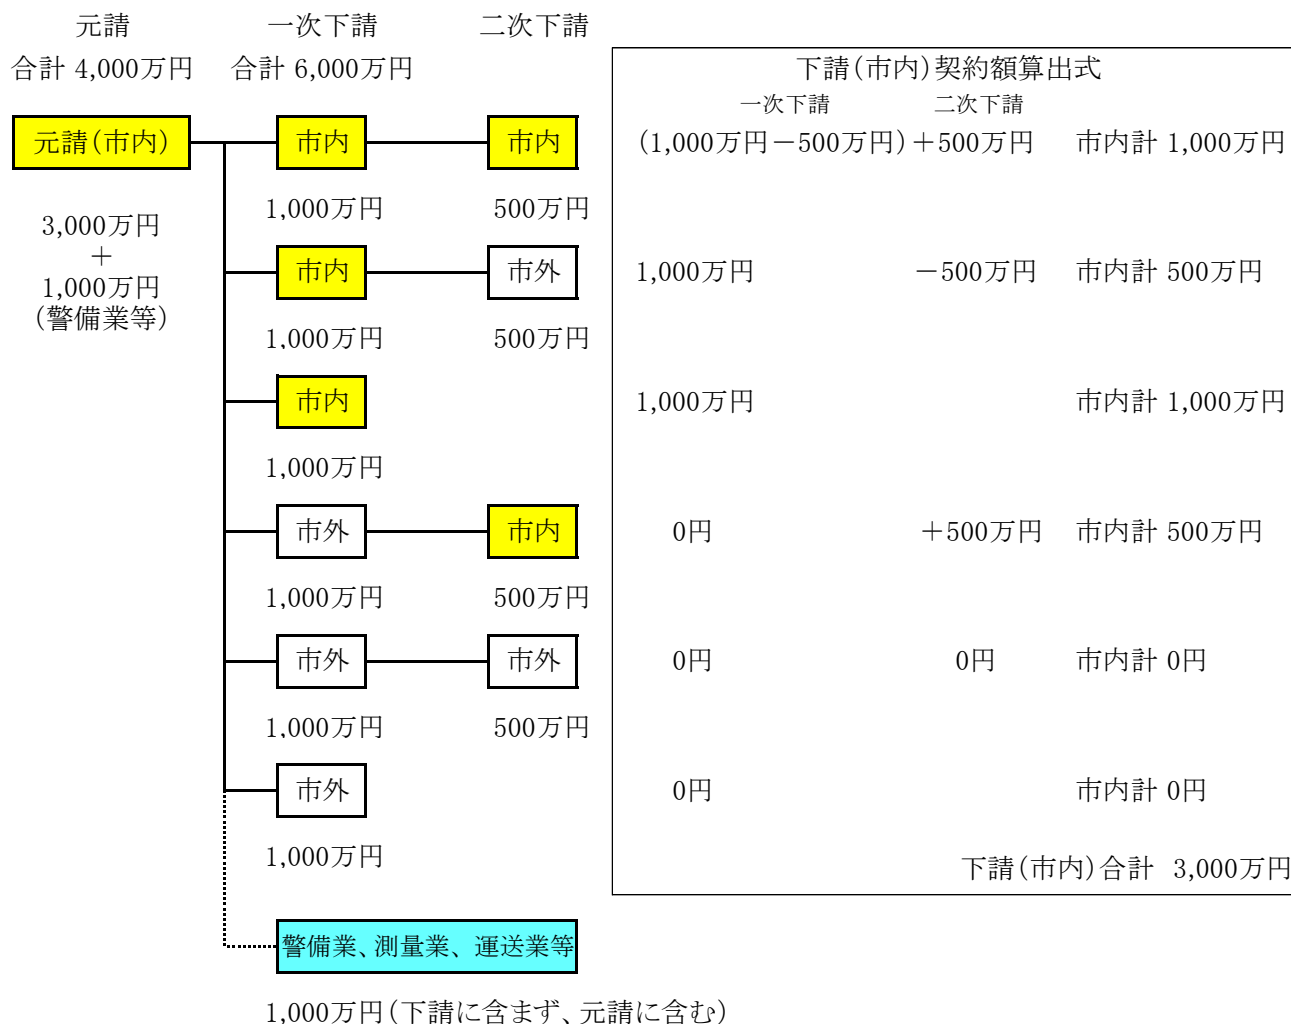 元請 一次下請 二次下請
合計 4,000万円 合計 6,000万円
下請(市内)契約額算出式
一次下請 二次下請
元請(市内) 市内 市内 (1,000万円－500万円)＋500万円 市内計 1,000万円
1,000万円 500万円
3,000万円
＋
1,000万円
(警備業等)
市内 市外 1,000万円 －500万円 市内計 500万円
1,000万円 500万円
市内 1,000万円 市内計 1,000万円
1,000万円
市外 市内 0円 ＋500万円 市内計 500万円
1,000万円 500万円
市外 市外 0円 0円 市内計 0円
1,000万円 500万円
市外 0円 市内計 0円
1,000万円
下請(市内)合計 3,000万円
警備業、測量業、運送業等
1,000万円(下請に含まず、元請に含む)